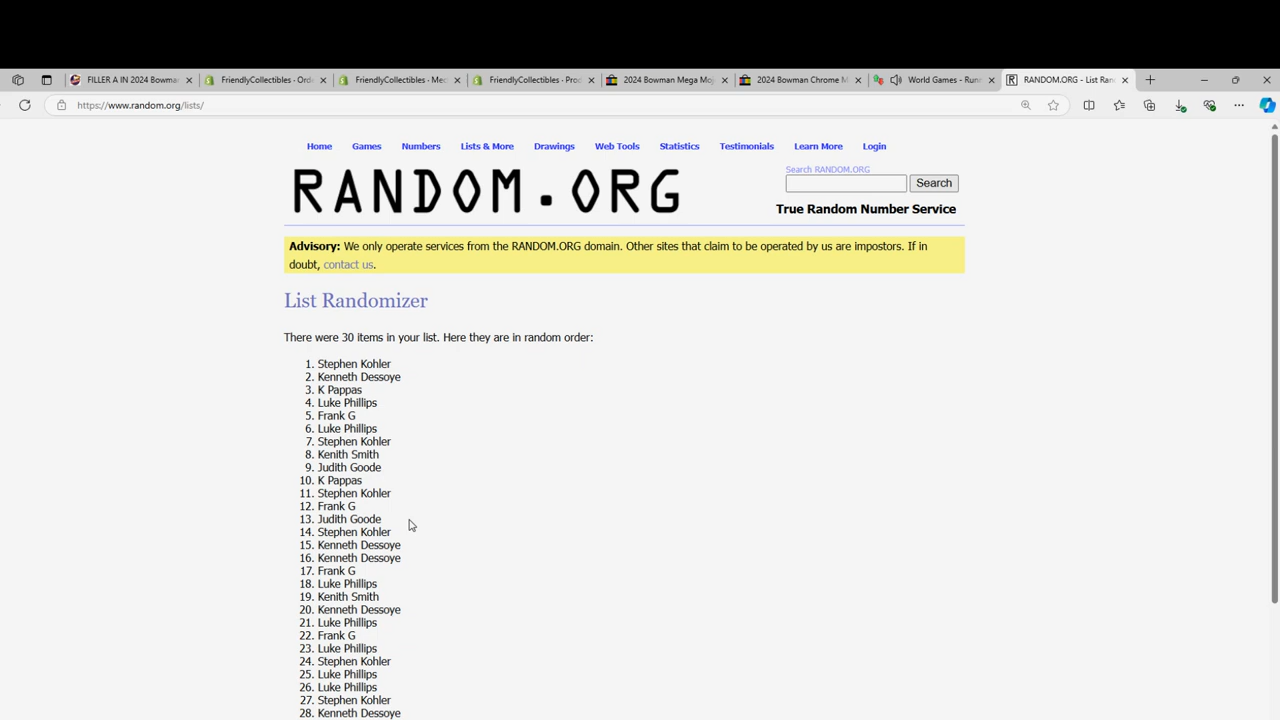 FILLER A IN 2024 Bowman
FriendlyCollectibles · Ord
FriendlyCollectibles · Mec
FriendlyCollectibles · Prod
2024 Bowman Mega Moj
2024 Bowman Chrome M
World Games - Runn
RANDOM.ORG - List Ran
https://www.random.org/lists/
Home Games Numbers Lists & More Drawings Web Tools Statistics Testimonials Learn More Login
Search RANDOM.ORG
RANDOM.ORG
Search
True Random Number Service
Advisory: We only operate services from the RANDOM.ORG domain. Other sites that claim to be operated by us are impostors. If in
doubt, contact us.
List Randomizer
There were 30 items in your list. Here they are in random order:
1. Stephen Kohler
2. Kenneth Dessoye
3. K Pappas
4. Luke Phillips
5. Frank G
6. Luke Phillips
7. Stephen Kohler
8. Kenith Smith
9. Judith Goode
10. K Pappas
11. Stephen Kohler
12. Frank G
13. Judith Goode
14. Stephen Kohler
15. Kenneth Dessoye
16. Kenneth Dessoye
17. Frank G
18. Luke Phillips
19. Kenith Smith
20. Kenneth Dessoye
21. Luke Phillips
22. Frank G
23. Luke Phillips
24. Stephen Kohler
25. Luke Phillips
26. Luke Phillips
27. Stephen Kohler
28. Kenneth Dessoye